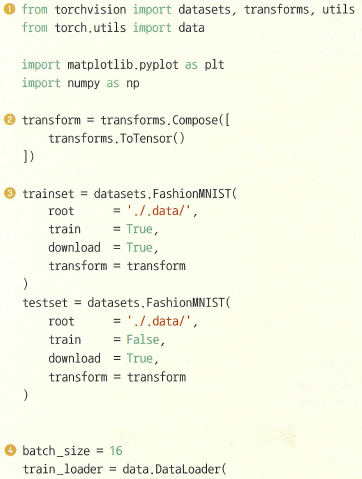 ❶ from torchvision import datasets, transforms, utils
from torch.utils import data
import matplotlib.pyplot as plt
import numpy as np
❷ transform = transforms.Compose([
    transforms.ToTensor()
])
❸ trainset = datasets.FashionMNIST(
    root      = './.data/',
    train     = True,
    download  = True,
    transform = transform
)
testset = datasets.FashionMNIST(
    root      = './.data/',
    train     = False,
    download  = True,
    transform = transform
)
❹ batch_size = 16
train_loader = data.DataLoader(